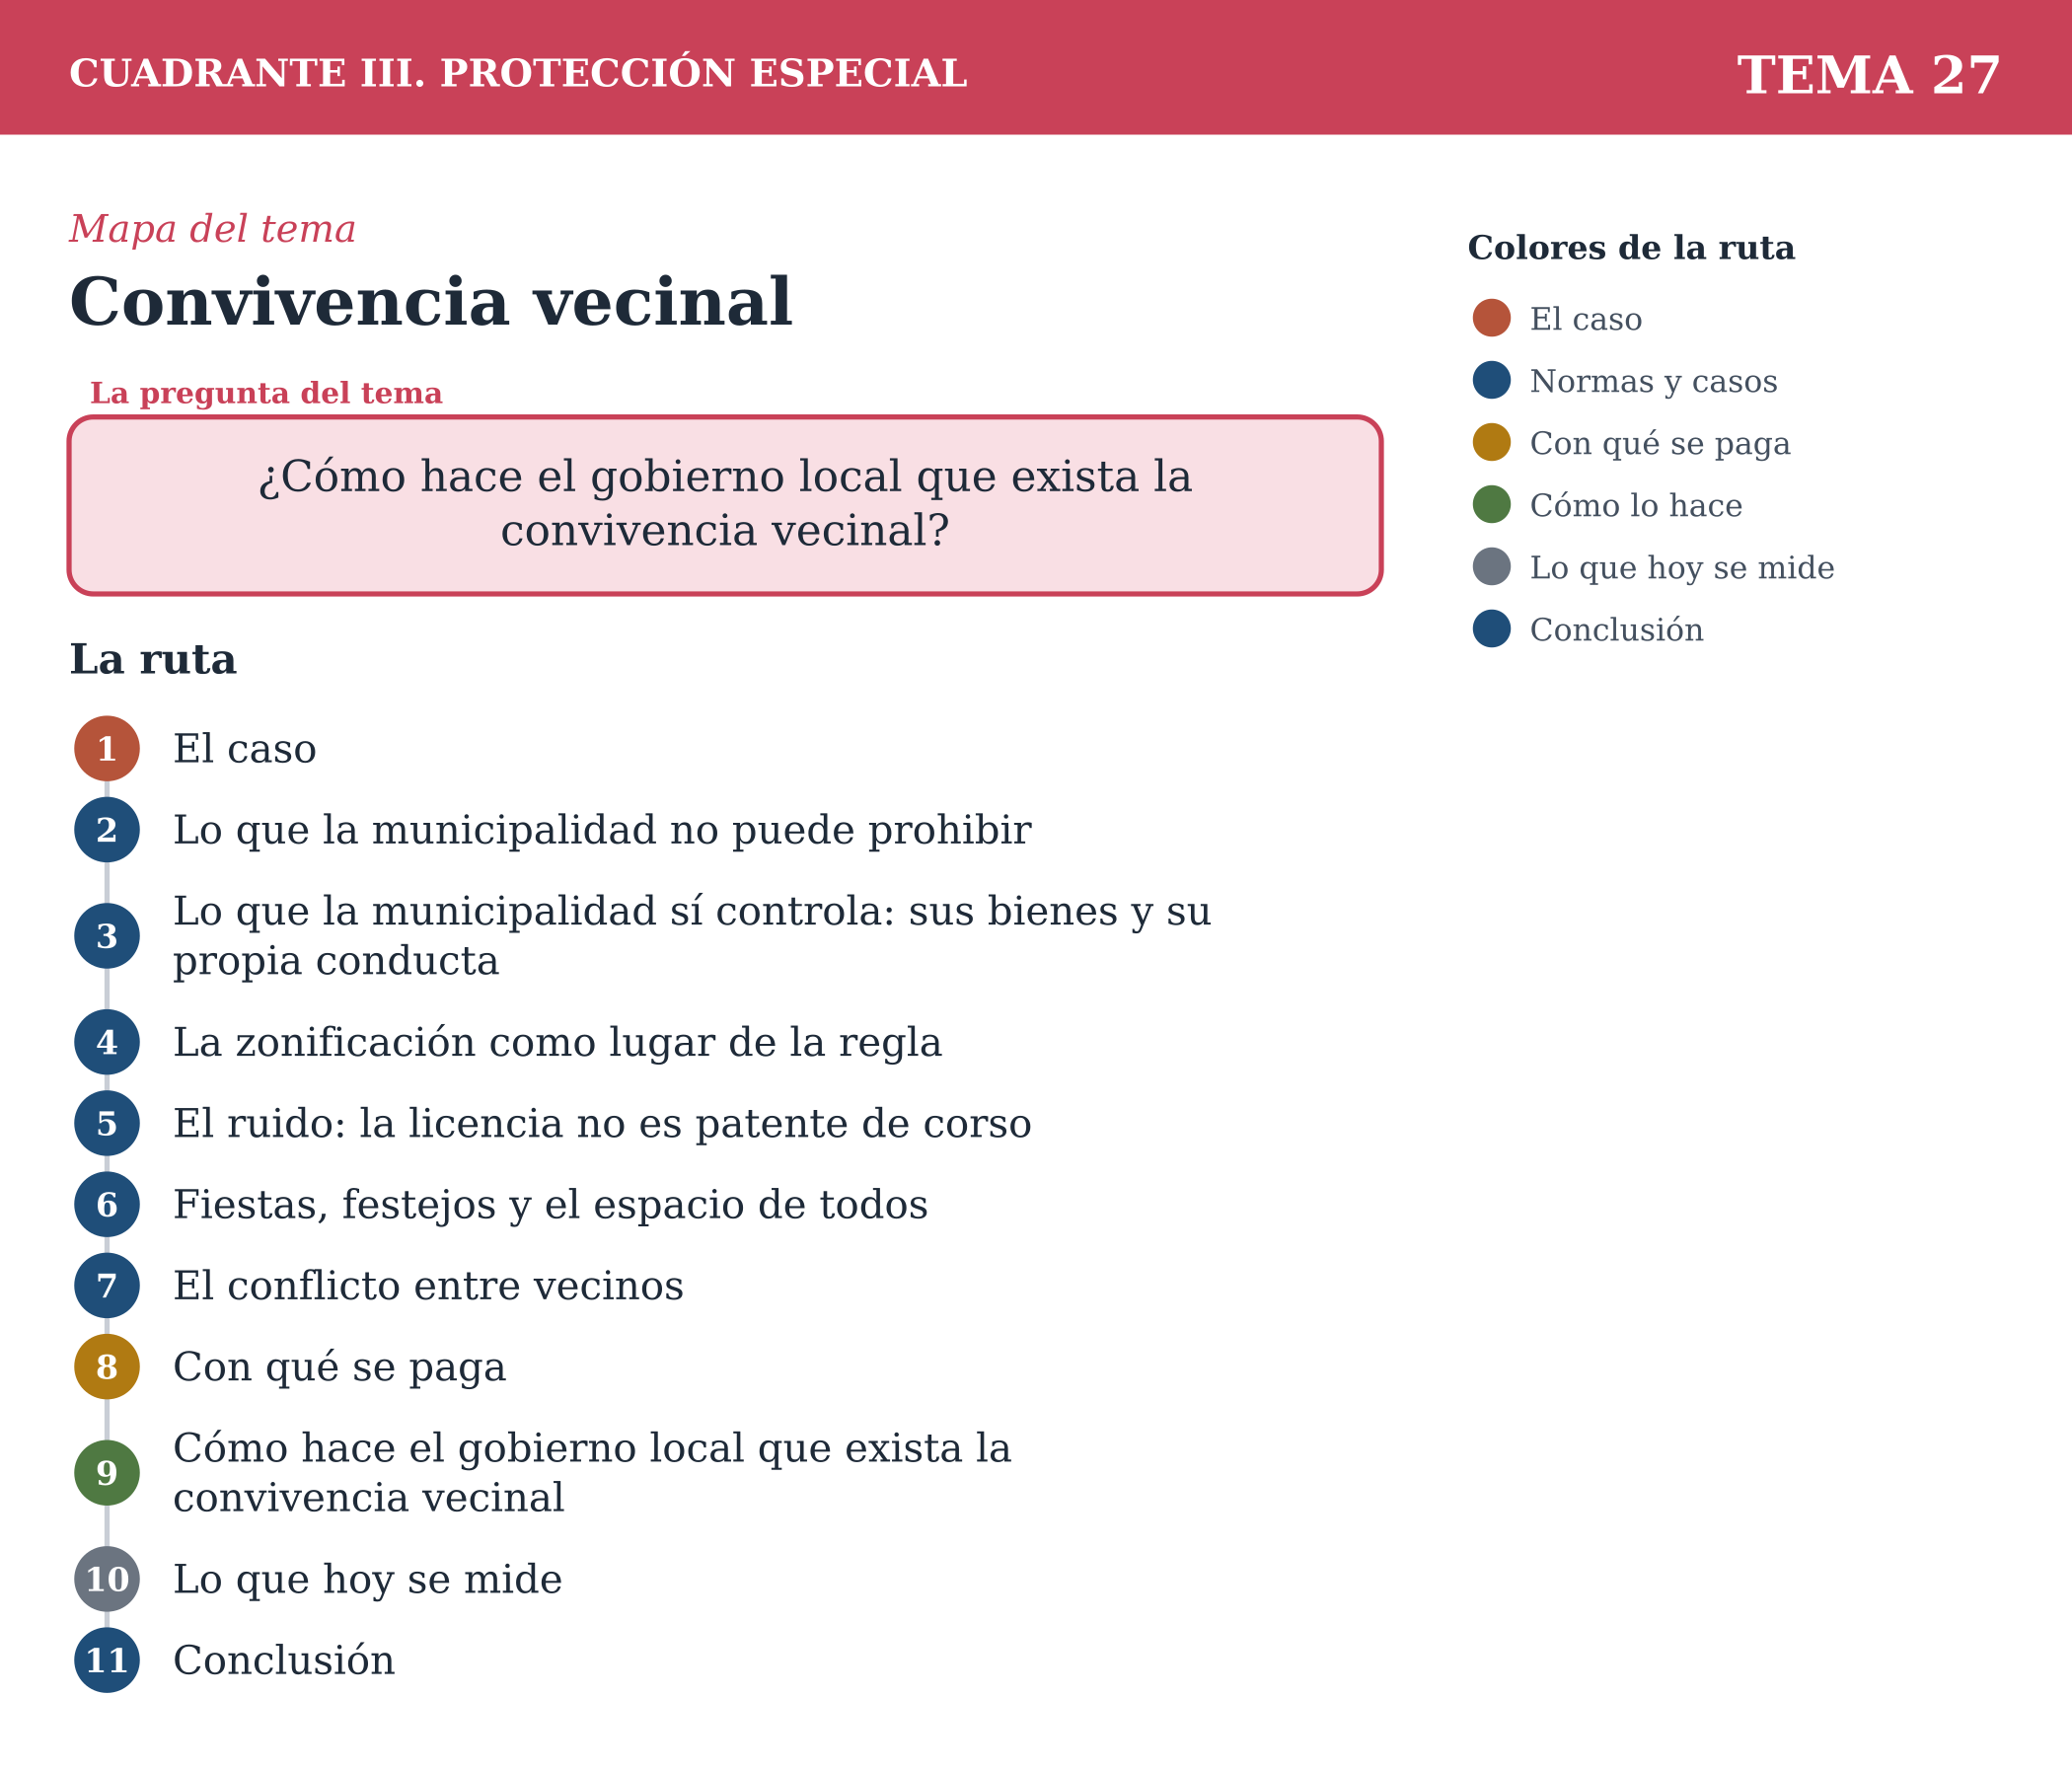 CUADRANTE III. PROTECCIÓN ESPECIAL
TEMA 27
Mapa del tema
Convivencia vecinal
La pregunta del tema
¿Cómo hace el gobierno local que exista la
convivencia vecinal?
Colores de la ruta
El caso
Normas y casos
Con qué se paga
Cómo lo hace
Lo que hoy se mide
Conclusión
La ruta
1 El caso
2 Lo que la municipalidad no puede prohibir
3 Lo que la municipalidad sí controla: sus bienes y su
propia conducta
4 La zonificación como lugar de la regla
5 El ruido: la licencia no es patente de corso
6 Fiestas, festejos y el espacio de todos
7 El conflicto entre vecinos
8 Con qué se paga
9 Cómo hace el gobierno local que exista la
convivencia vecinal
10 Lo que hoy se mide
11 Conclusión